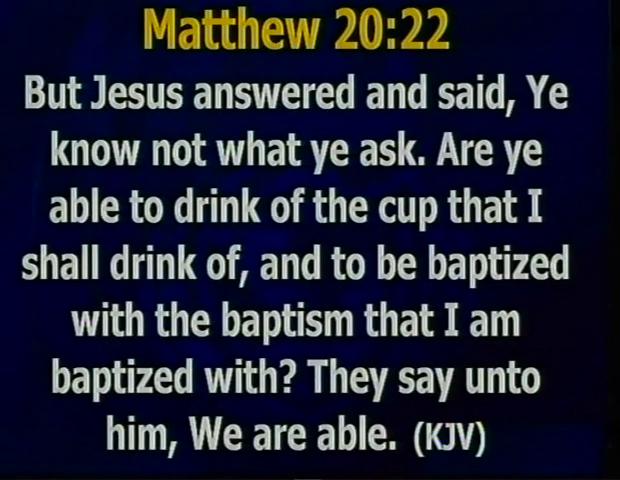 Matthew 20:22
But Jesus answered and said, Ye
know not what ye ask. Are ye
able to drink of the cup that I
shall drink of, and to be baptized
with the baptism that I am
baptized with? They say unto
him, We are able. (KJV)